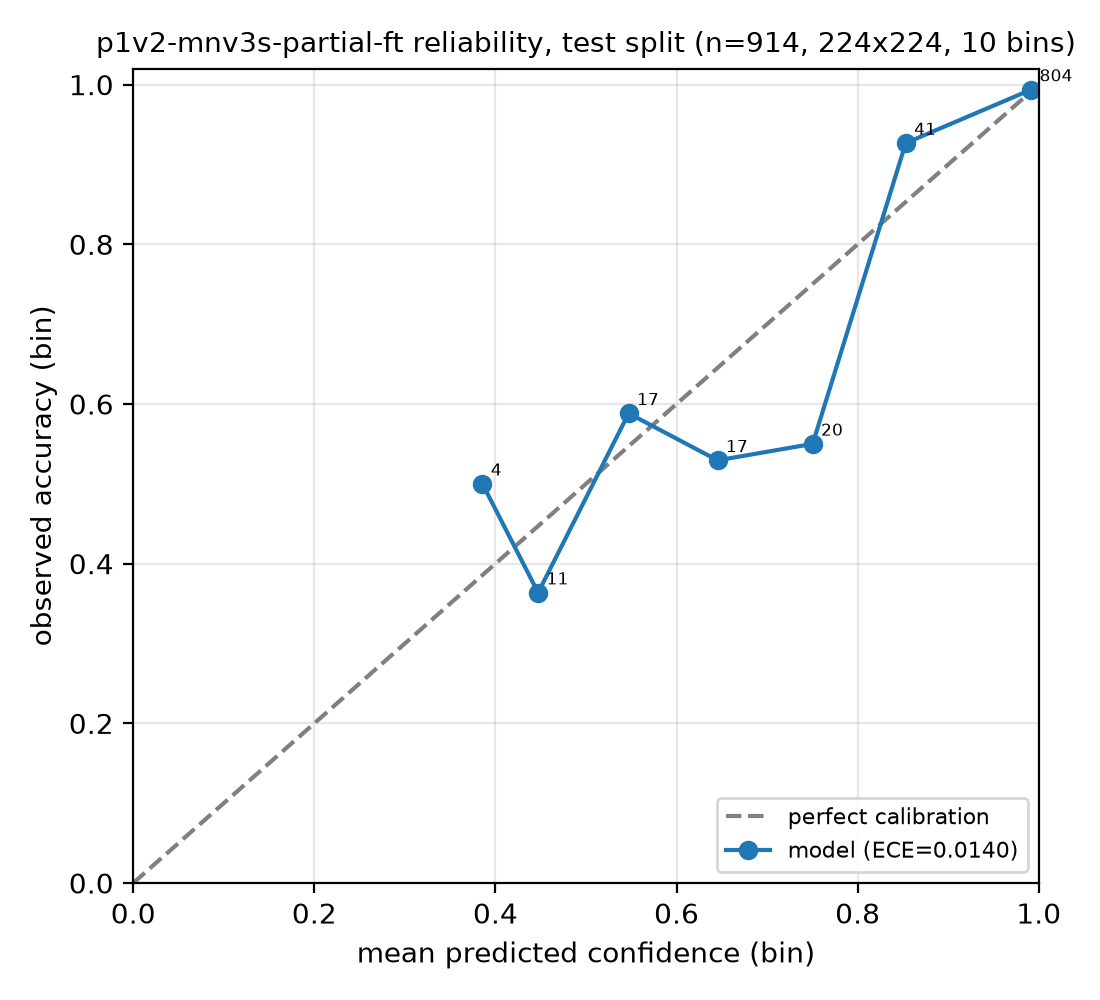 p1v2-mnv3s-partial-ft reliability, test split (n=914, 224x224, 10 bins)
1.0
0.8
0.6
0.4
0.2
0.0
observed accuracy (bin)
804
41
17
17
20
4
11
perfect calibration
model (ECE=0.0140)
0.0 0.2 0.4 0.6 0.8 1.0
mean predicted confidence (bin)